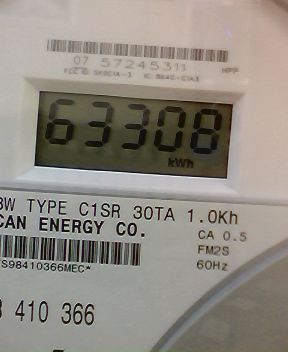 07 57245311
HPP
63308
kWh
3W TYPE C1SR 30TA 1.0Kh
CAN ENERGY CO.
CA 0.5
FM2S
60Hz
S98410366MEC*
410 366